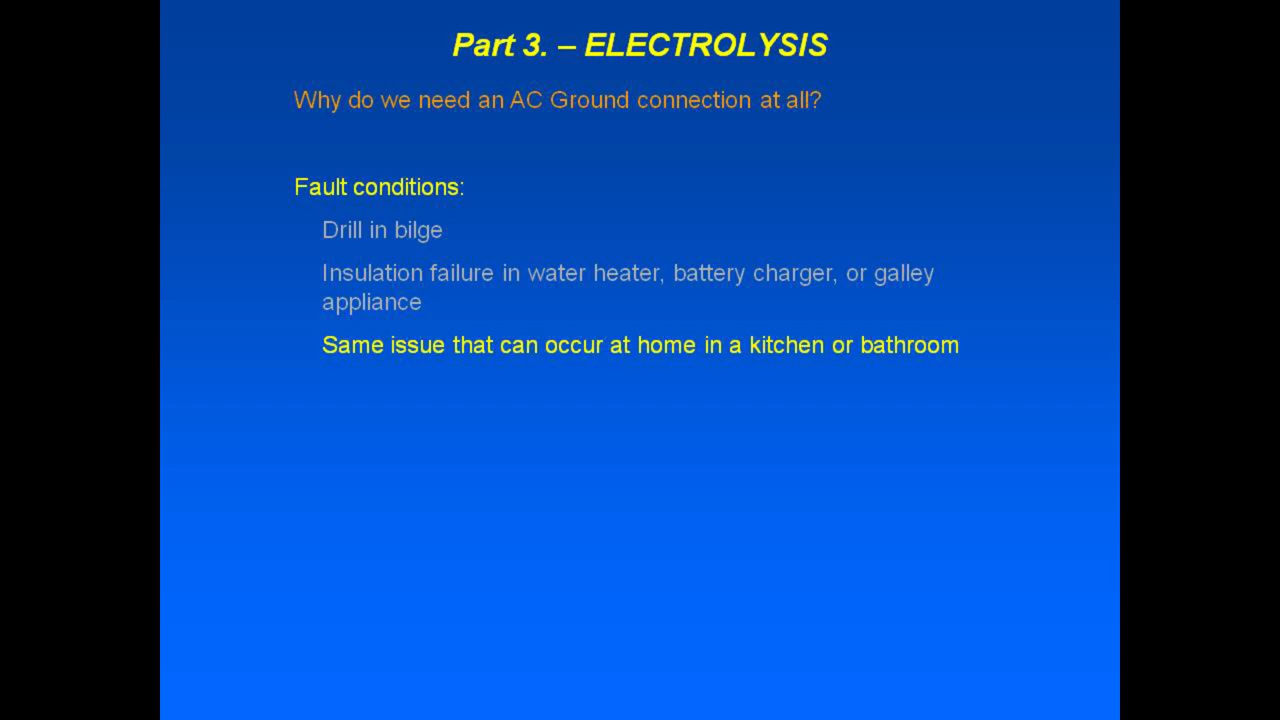 Part 3. – ELECTROLYSIS
Why do we need an AC Ground connection at all?
Fault conditions:
Drill in bilge
Insulation failure in water heater, battery charger, or galley
appliance
Same issue that can occur at home in a kitchen or bathroom